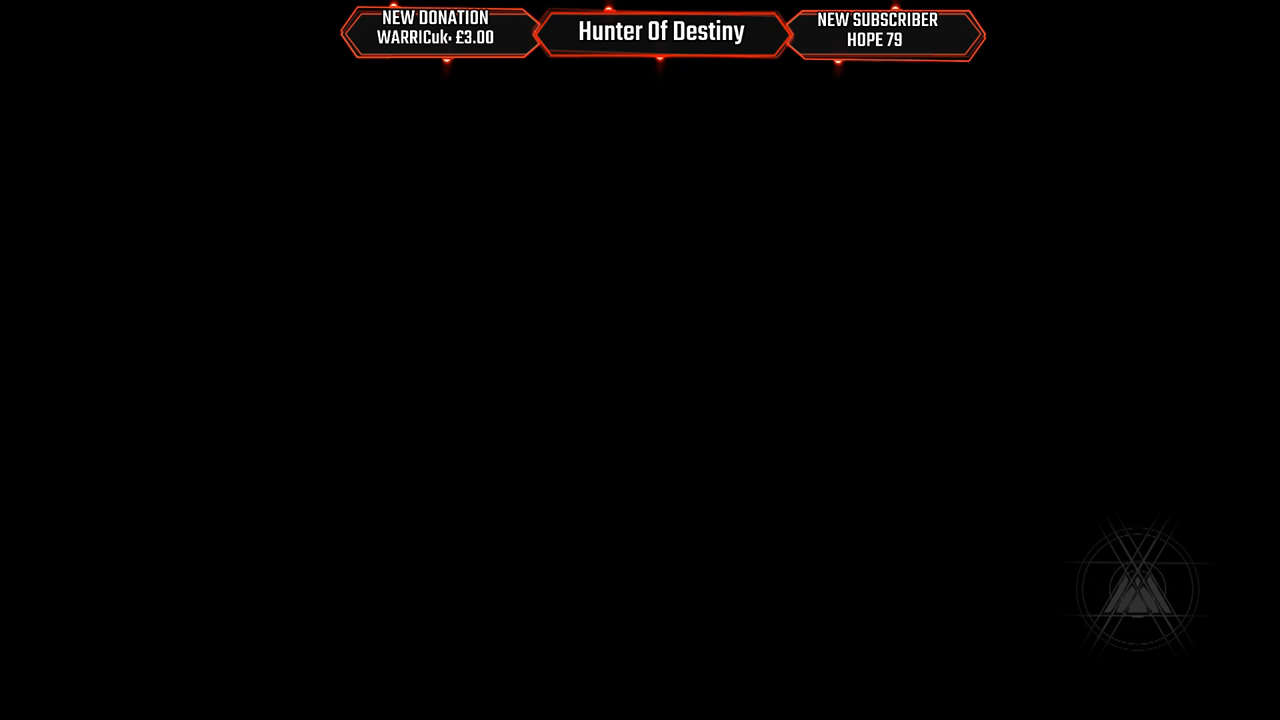 NEW DONATION
WARRICuk• £3.00
Hunter Of Destiny
NEW SUBSCRIBER
HOPE 79